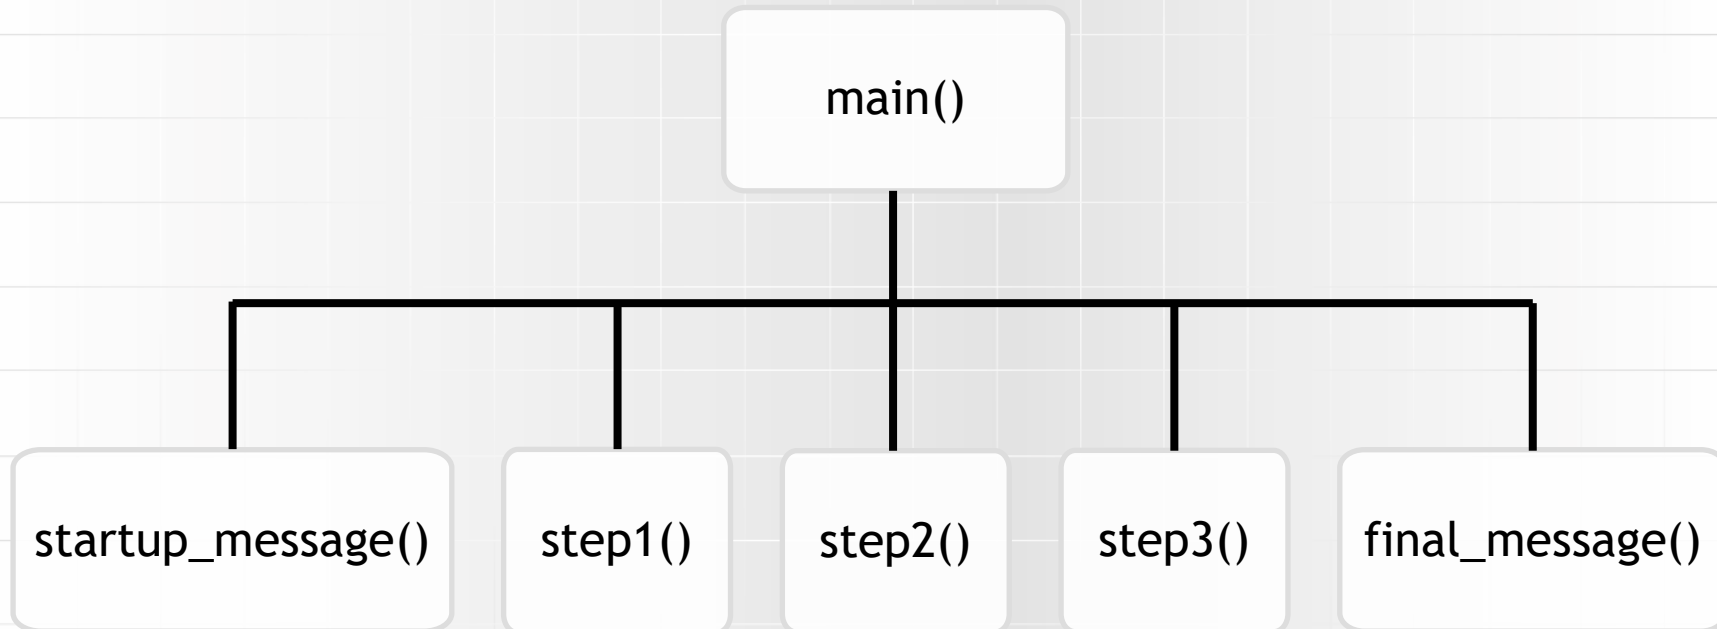 main()
startup_message()
step1()
step2()
step3()
final_message()